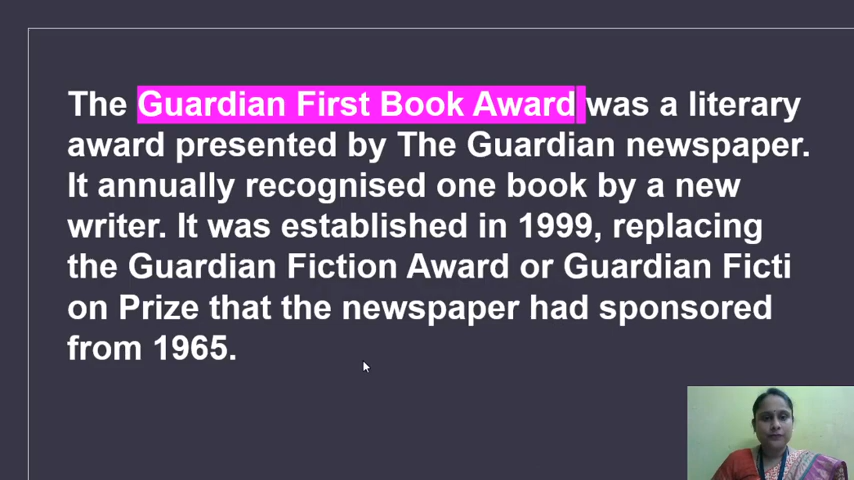 The Guardian First Book Award was a literary
award presented by The Guardian newspaper.
It annually recognised one book by a new
writer. It was established in 1999, replacing
the Guardian Fiction Award or Guardian Ficti
on Prize that the newspaper had sponsored
from 1965.